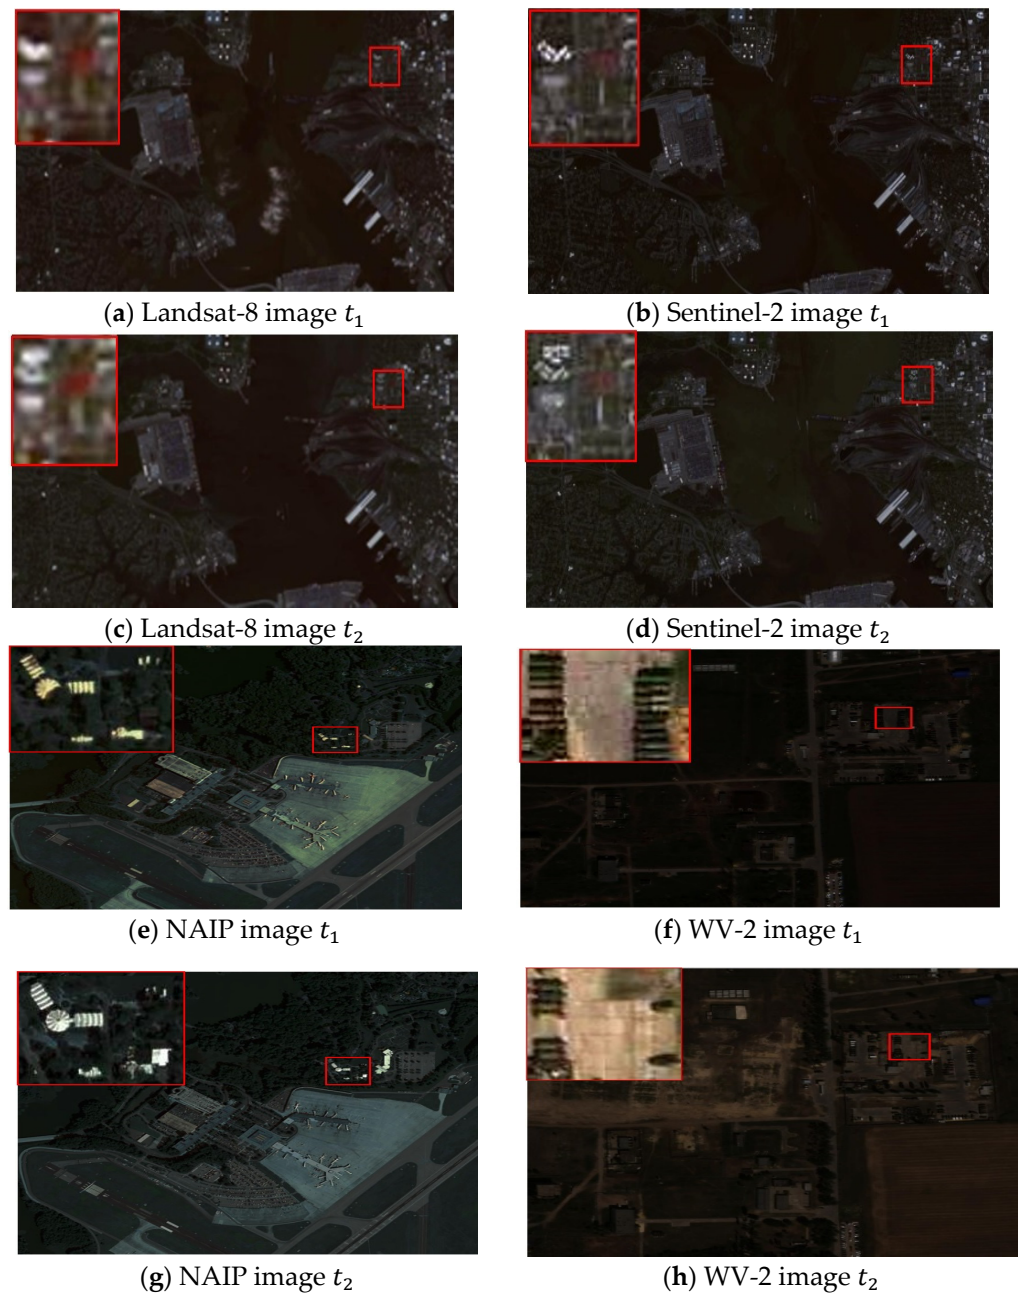 (a) Landsat-8 image t₁
(b) Sentinel-2 image t₁
(c) Landsat-8 image t₂
(d) Sentinel-2 image t₂
(e) NAIP image t₁
(f) WV-2 image t₁
(g) NAIP image t₂
(h) WV-2 image t₂